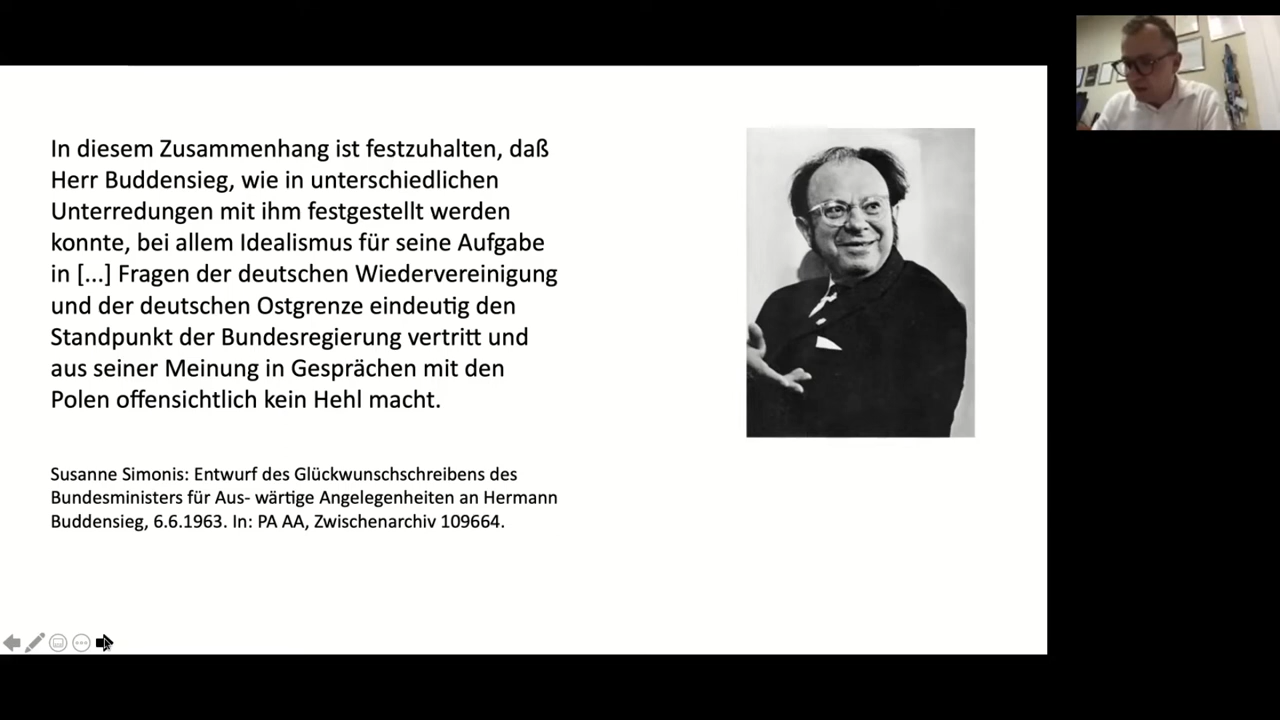 In diesem Zusammenhang ist festzuhalten, daß
Herr Buddensieg, wie in unterschiedlichen
Unterredungen mit ihm festgestellt werden
konnte, bei allem Idealismus für seine Aufgabe
in [...] Fragen der deutschen Wiedervereinigung
und der deutschen Ostgrenze eindeutig den
Standpunkt der Bundesregierung vertritt und
aus seiner Meinung in Gesprächen mit den
Polen offensichtlich kein Hehl macht.
Susanne Simonis: Entwurf des Glückwunschschreibens des
Bundesministers für Aus- wärtige Angelegenheiten an Hermann
Buddensieg, 6.6.1963. In: PA AA, Zwischenarchiv 109664.